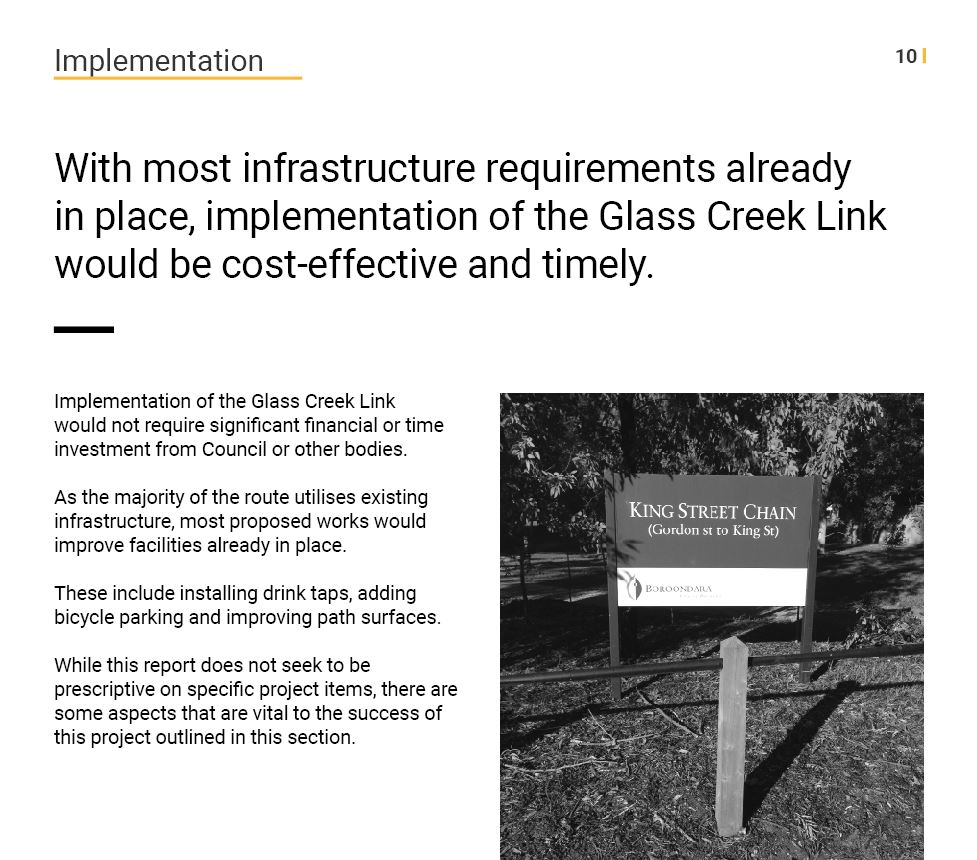 Implementation
10
With most infrastructure requirements already
in place, implementation of the Glass Creek Link
would be cost-effective and timely.
Implementation of the Glass Creek Link
would not require significant financial or time
investment from Council or other bodies.
As the majority of the route utilises existing
infrastructure, most proposed works would
improve facilities already in place.
These include installing drink taps, adding
bicycle parking and improving path surfaces.
While this report does not seek to be
prescriptive on specific project items, there are
some aspects that are vital to the success of
this project outlined in this section.
KING STREET CHAIN
(Gordon st to King St)
BOROONDARA